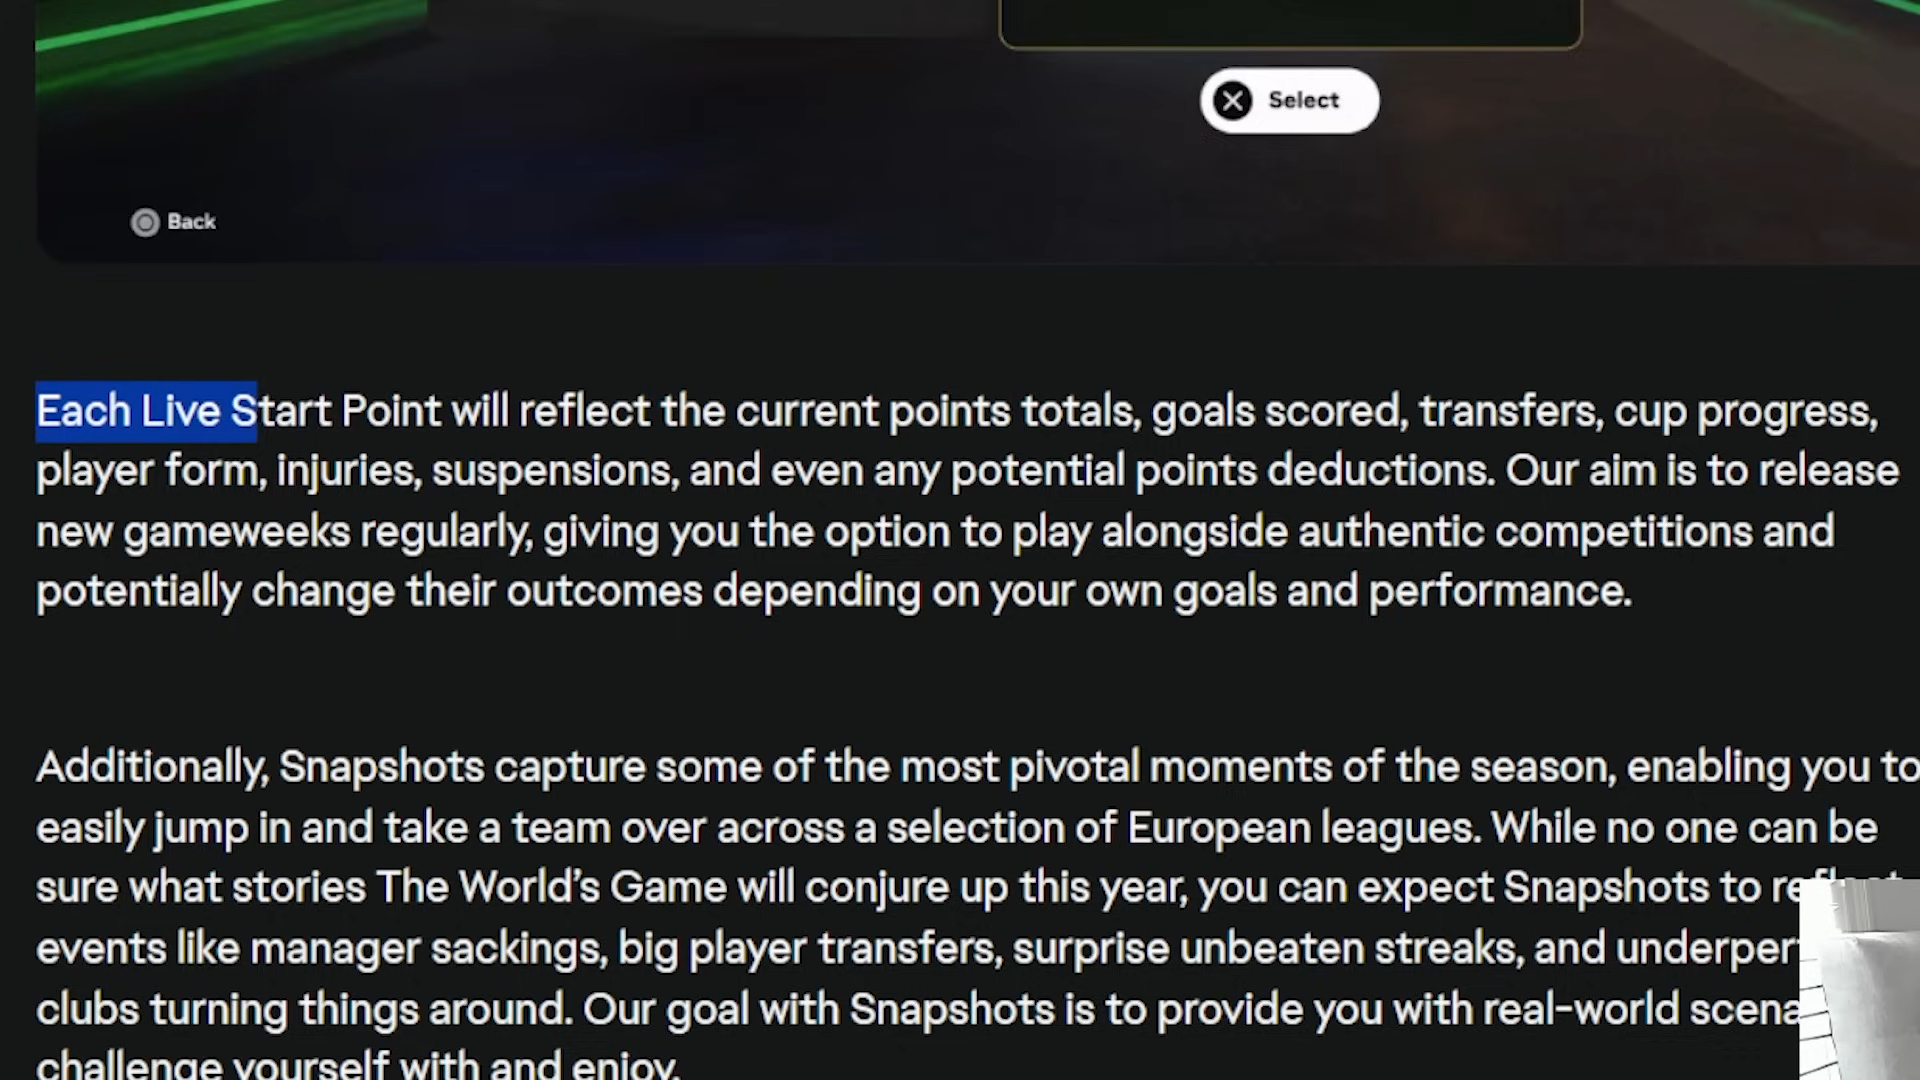 Select
Back
Each Live Start Point will reflect the current points totals, goals scored, transfers, cup progress,
player form, injuries, suspensions, and even any potential points deductions. Our aim is to release
new gameweeks regularly, giving you the option to play alongside authentic competitions and
potentially change their outcomes depending on your own goals and performance.
Additionally, Snapshots capture some of the most pivotal moments of the season, enabling you to
easily jump in and take a team over across a selection of European leagues. While no one can be
sure what stories The World’s Game will conjure up this year, you can expect Snapshots to
events like manager sackings, big player transfers, surprise unbeaten streaks, and
clubs turning things around. Our goal with Snapshots is to provide you with real-world
challenge yourself with and enjoy.